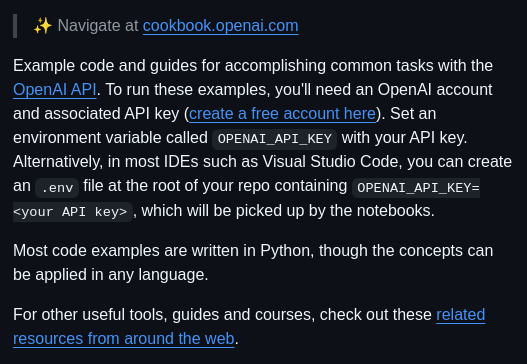 ✨ Navigate at cookbook.openai.com
Example code and guides for accomplishing common tasks with the
OpenAI API. To run these examples, you'll need an OpenAI account
and associated API key (create a free account here). Set an
environment variable called OPENAI_API_KEY with your API key.
Alternatively, in most IDEs such as Visual Studio Code, you can create
an .env file at the root of your repo containing OPENAI_API_KEY=
<your API key>, which will be picked up by the notebooks.
Most code examples are written in Python, though the concepts can
be applied in any language.
For other useful tools, guides and courses, check out these related
resources from around the web.